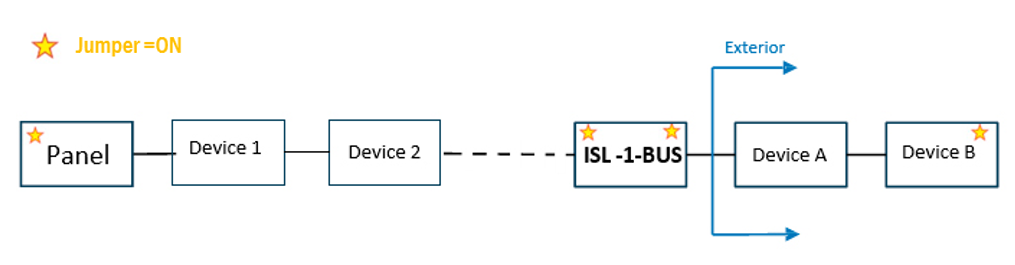 Jumper =ON
Exterior
Panel
Device 1
Device 2
ISL -1-BUS
Device A
Device B